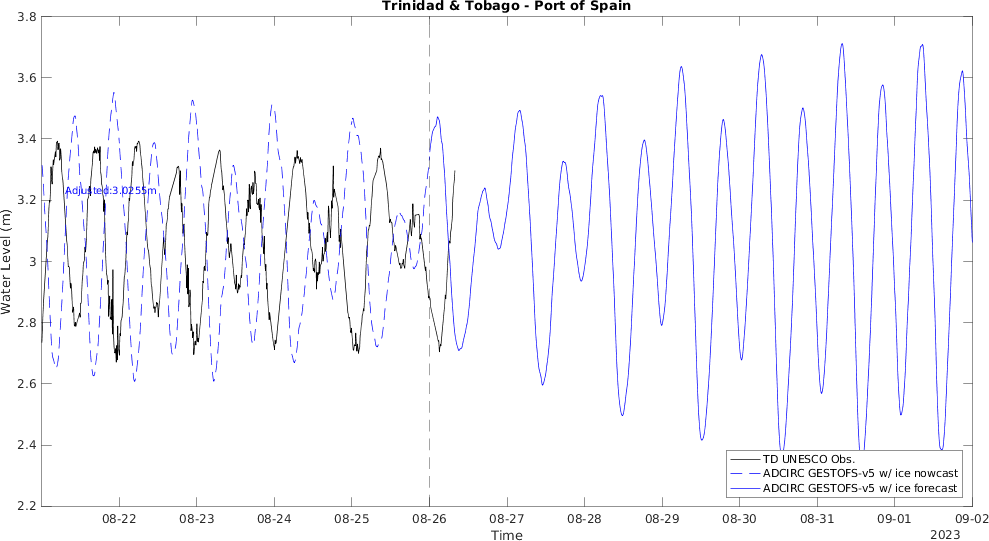 Trinidad & Tobago - Port of Spain
3.8
3.6
3.4
3.2
3
2.8
2.6
2.4
2.2
Water Level (m)
Adjusted:3.0255m
TD UNESCO Obs.
ADCIRC GESTOFS-v5 w/ ice nowcast
ADCIRC GESTOFS-v5 w/ ice forecast
08-22 08-23 08-24 08-25 08-26 08-27 08-28 08-29 08-30 08-31 09-01 09-02
Time
2023